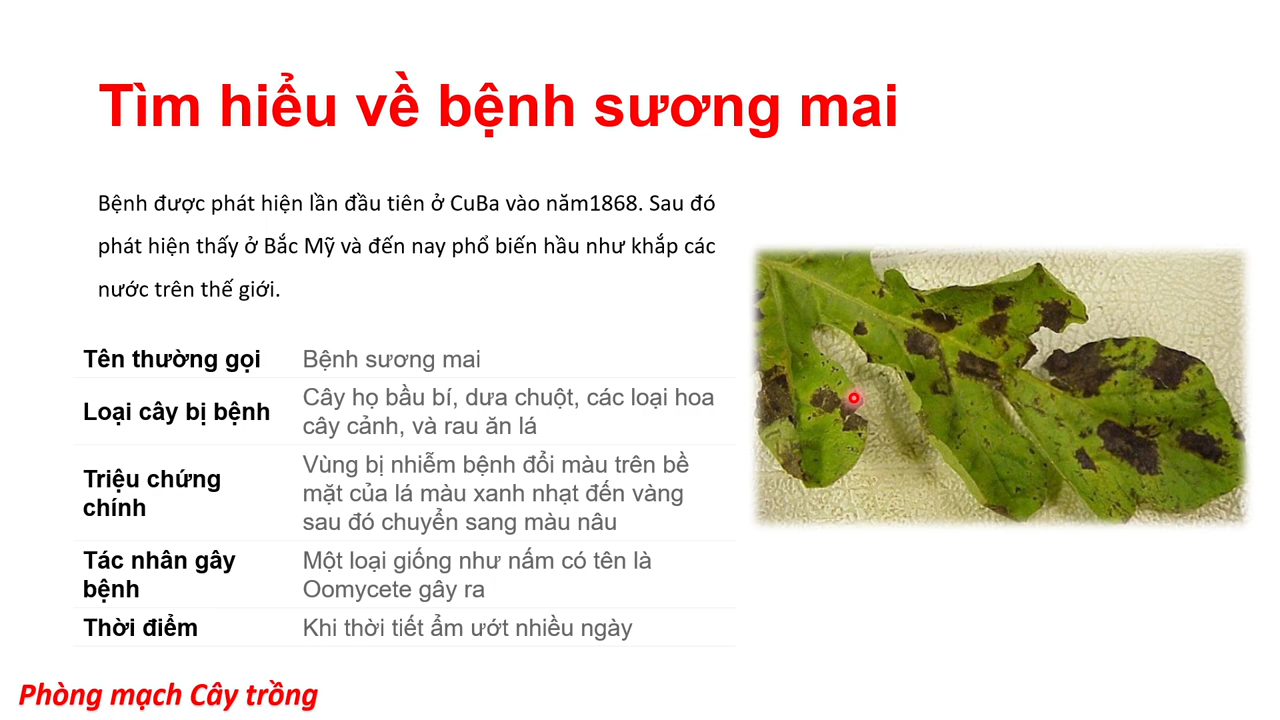 Tìm hiểu về bệnh sương mai
Bệnh được phát hiện lần đầu tiên ở CuBa vào năm1868. Sau đó
phát hiện thấy ở Bắc Mỹ và đến nay phổ biến hầu như khắp các
nước trên thế giới.
Tên thường gọi Bệnh sương mai
Loại cây bị bệnh
Cây họ bầu bí, dưa chuột, các loại hoa
cây cảnh, và rau ăn lá
Triệu chứng
chính
Vùng bị nhiễm bệnh đổi màu trên bề
mặt của lá màu xanh nhạt đến vàng
sau đó chuyển sang màu nâu
Tác nhân gây
bệnh
Một loại giống như nấm có tên là
Oomycete gây ra
Thời điểm Khi thời tiết ẩm ướt nhiều ngày
Phòng mạch Cây trồng